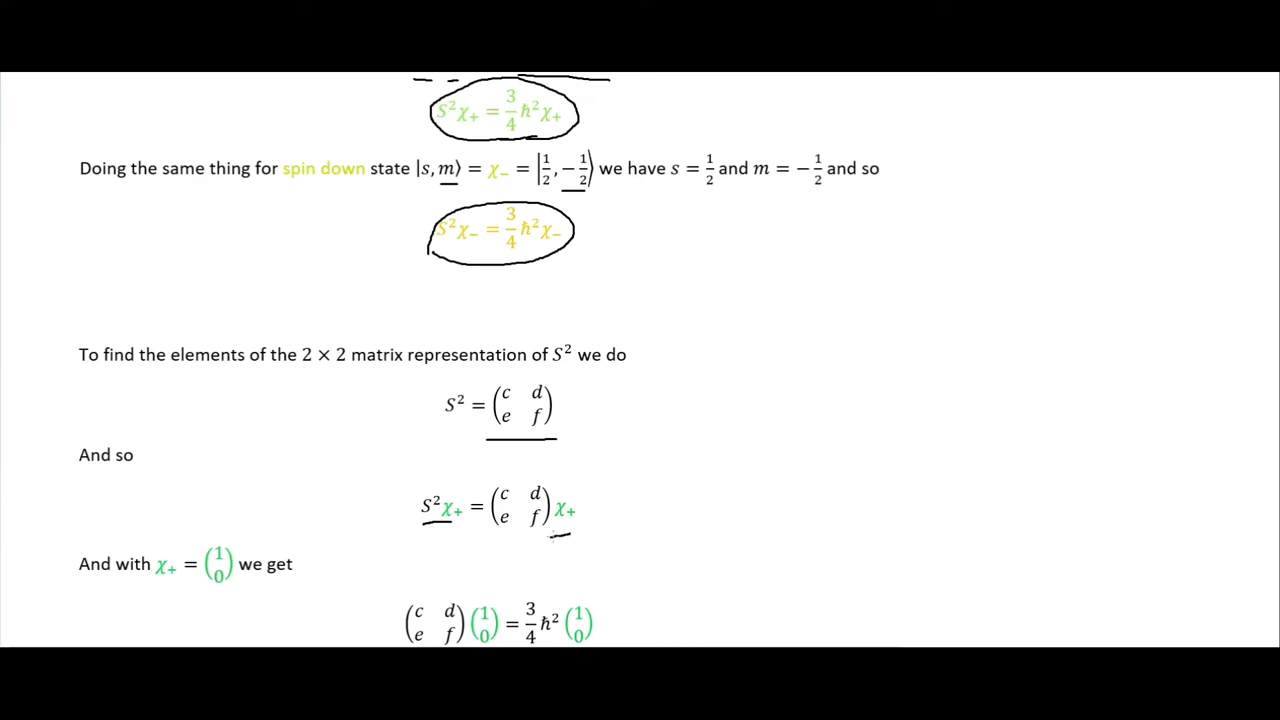 S²χ₊ = 3/4 ħ²χ₊
Doing the same thing for spin down state |s, m⟩ = χ₋ = |1/2, −1/2⟩ we have s = 1/2 and m = −1/2 and so
S²χ₋ = 3/4 ħ²χ₋
To find the elements of the 2 × 2 matrix representation of S² we do
S² = (c d
e f)
And so
S²χ₊ = (c d
e f) χ₊
And with χ₊ = (1
0) we get
(c d
e f) (1
0) = 3/4 ħ² (1
0)